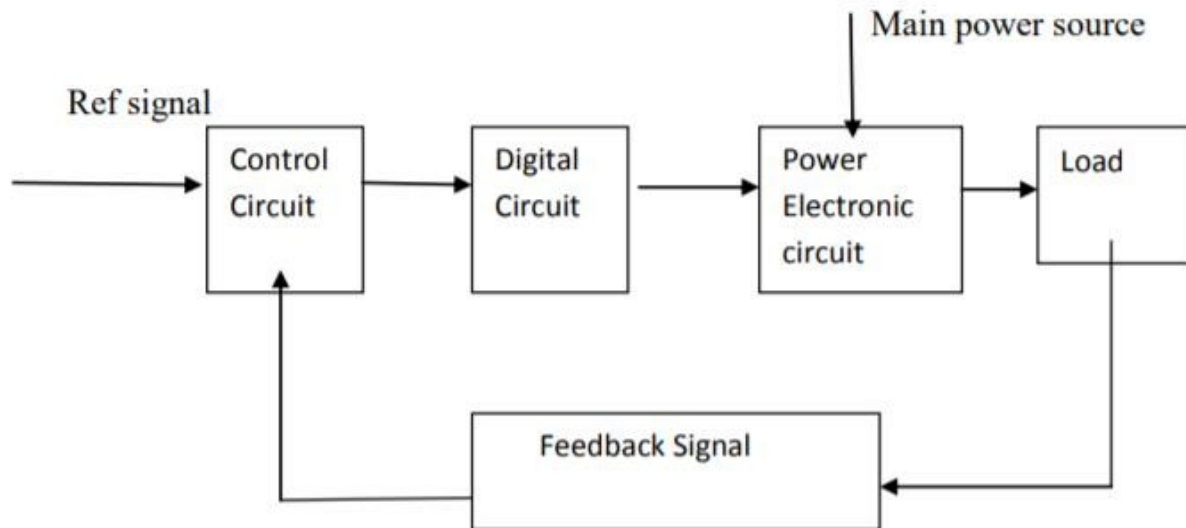 Main power source
Ref signal
Control
Circuit
Digital
Circuit
Power
Electronic
circuit
Load
Feedback Signal